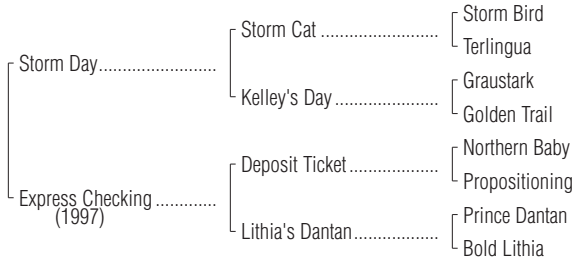 Storm Bird
Storm Cat ........................
Terlingua
Storm Day........................
Graustark
Kelley's Day .....................
Golden Trail
Northern Baby
Deposit Ticket ..................
Propositioning
Express Checking .............
(1997)
Prince Dantan
Lithia's Dantan.................
Bold Lithia